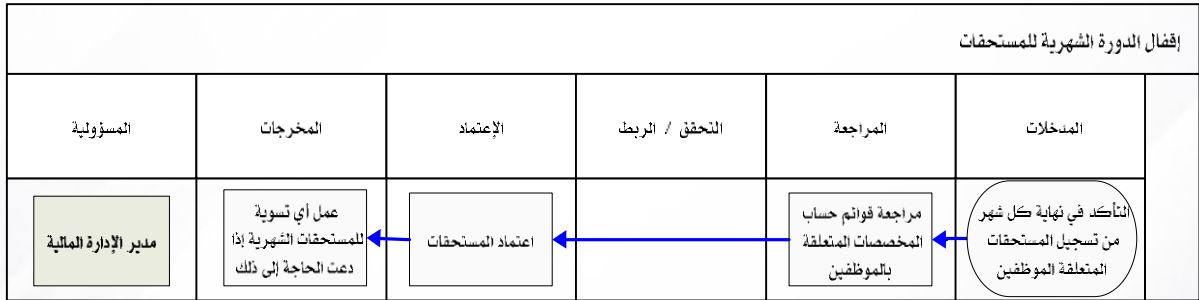 إقفال الدورة الشهرية للمستحقات
المدخلات
المراجعة
التحقق / الربط
الإعتماد
المخرجات
المسؤولية
التأكد في نهاية كل شهر
من تسجيل المستحقات
المتعلقة الموظفين
مراجعة قوائم حساب
المخصصات المتعلقة
بالموظفين
اعتماد المستحقات
عمل أي تسوية
للمستحقات الشهرية إذا
دعت الحاجة إلى ذلك
مدير الإدارة المالية